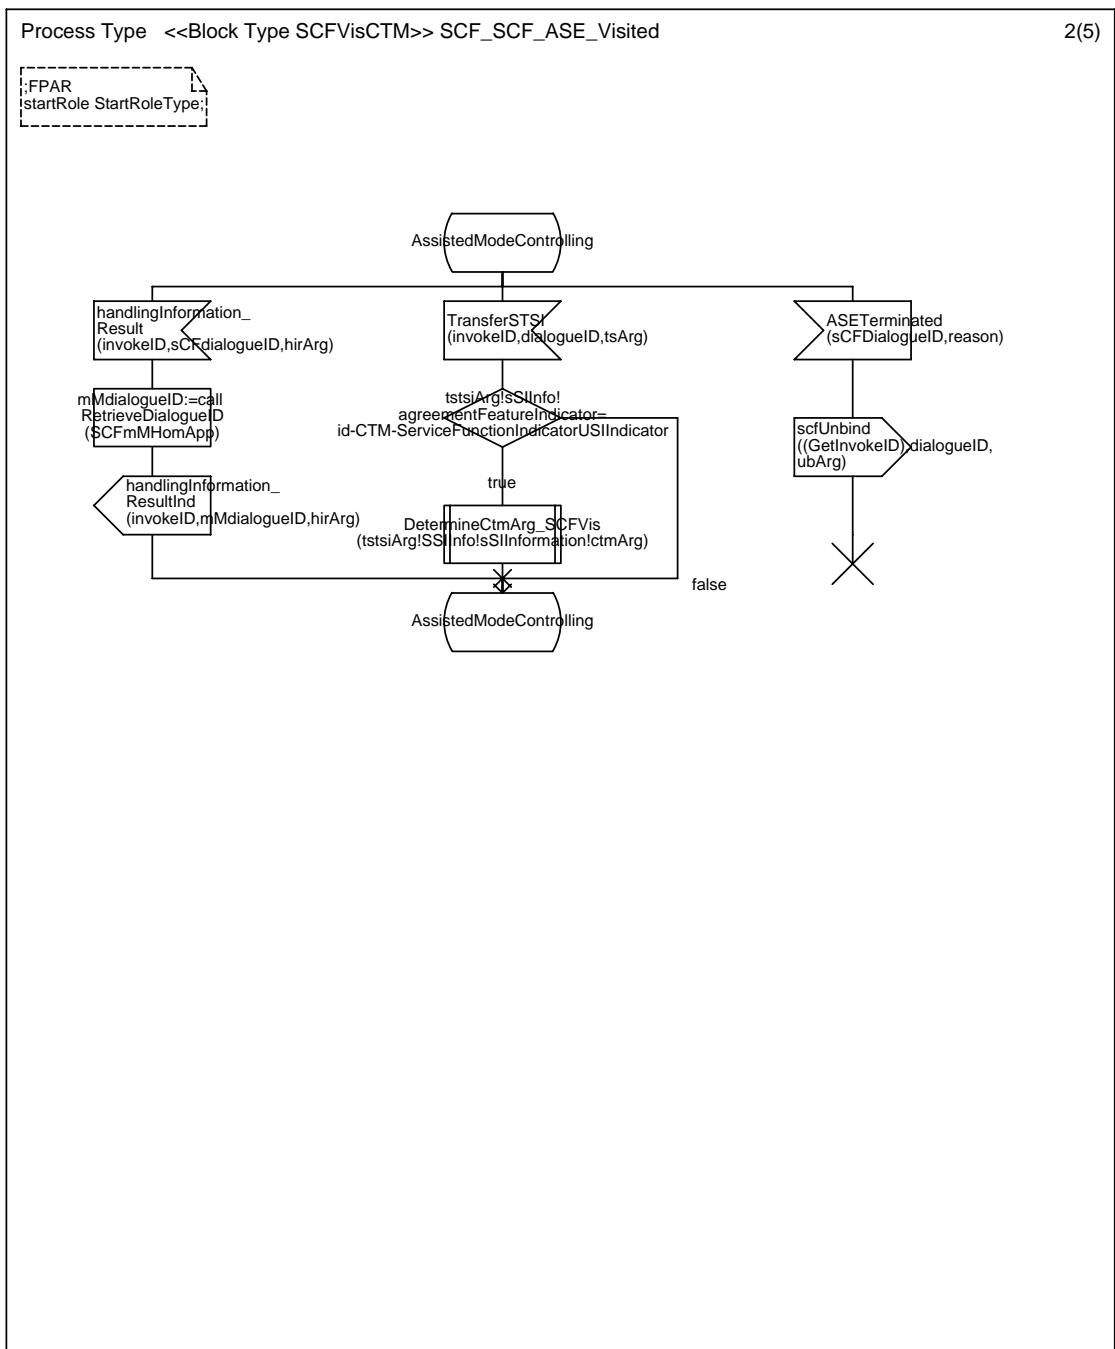 Process Type <<Block Type SCFVisCTM>> SCF_SCF_ASE_Visited 2(5)
;FPAR
startRole StartRoleType;
AssistedModeControlling
handlingInformation_
Result
(invokeID,sCFdialogueID,hirArg)
TransferSTSI
(invokeID,dialogueID,tsArg)
ASETerminated
(sCFDialogueID,reason)
mMdialogueID:=call
RetrieveDialogueID
(SCFmMHomApp)
tstsiArg!sSIInfo!
agreementFeatureIndicator=
id-CTM-ServiceFunctionIndicatorUSIIndicator
scfUnbind
((GetInvokeID),dialogueID,
ubArg)
handlingInformation_
ResultInd
(invokeID,mMdialogueID,hirArg)
true
DetermineCtmArg_SCFVis
(tstsiArg!SSIInfo!sSIInformation!ctmArg)
false
AssistedModeControlling